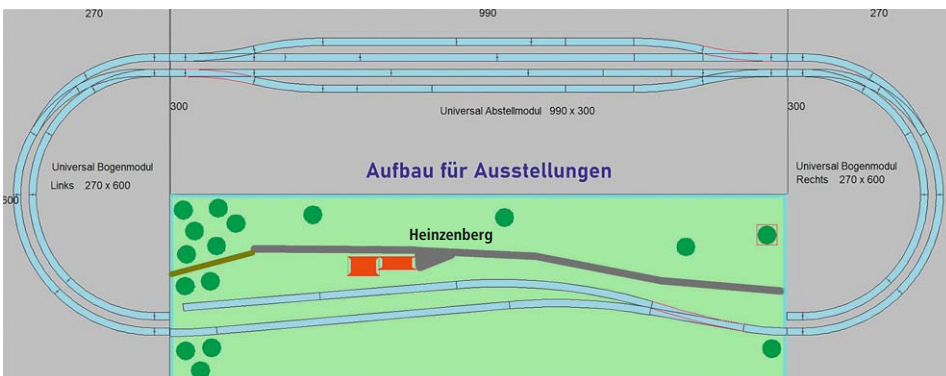 270
990
270
300
300
Universal Abstellmodul 990 x 300
Universal Bogenmodul
Links 270 x 600
Universal Bogenmodul
Rechts 270 x 600
Aufbau für Ausstellungen
600
Heinzenberg